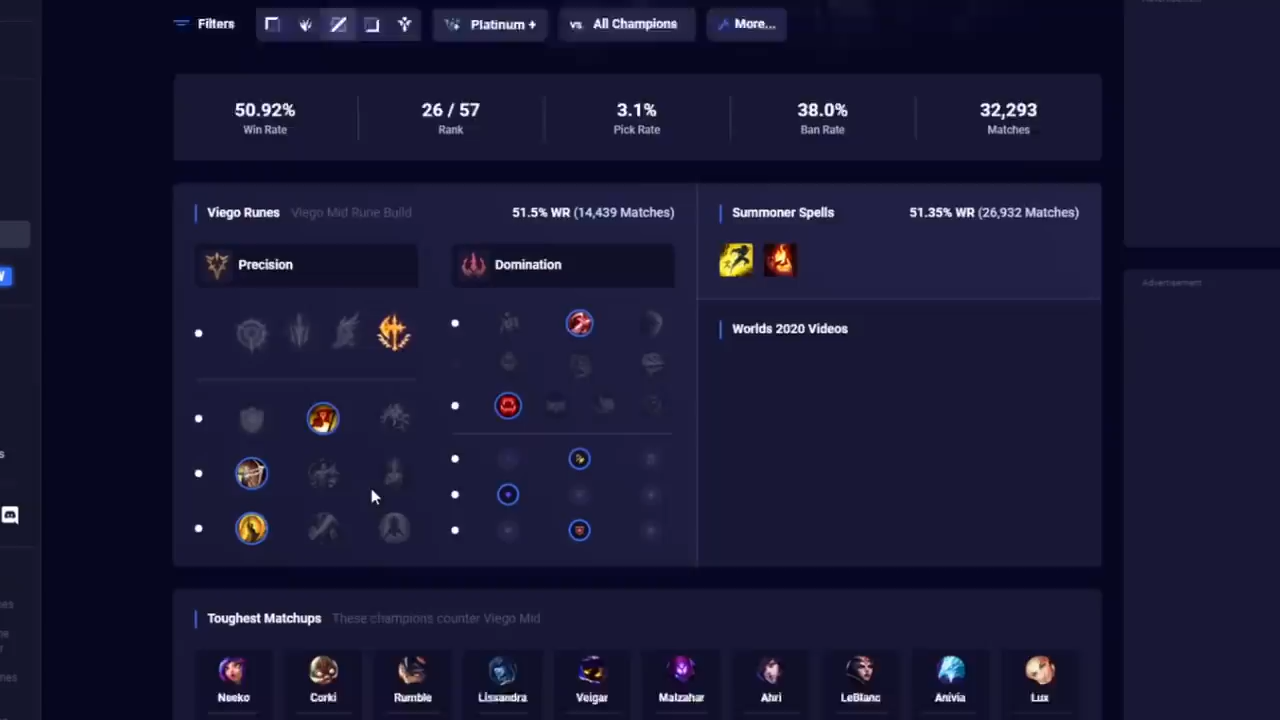 Advertisement
Filters
Platinum +
VS.
All Champions
More...
50.92%
26 / 57
3.1%
38.0%
32,293
Win Rate
Rank
Pick Rate
Ban Rate
Matches
Viego Runes Viego Mid Rune Build 51.5% WR (14,439 Matches)
Summoner Spells 51.35% WR (26,932 Matches)
Precision
Domination
Advertisement
Worlds 2020 Videos
Toughest Matchups These champions counter Viego Mid
Neeko
Corki
Rumble
Lissandra
Veigar
Malzahar
Ahri
LeBlanc
Anivia
Lux